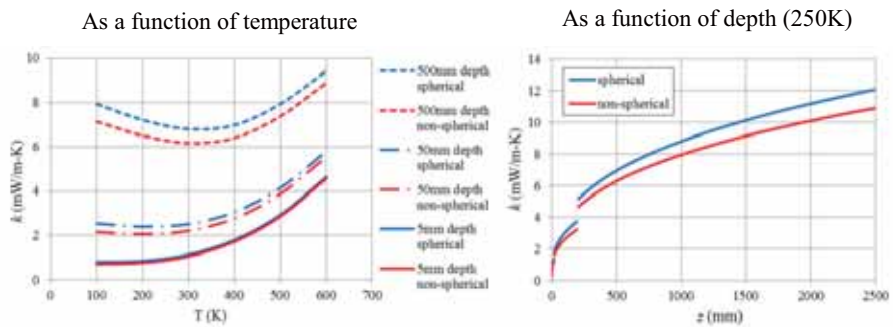 As a function of temperature
As a function of depth (250K)
10
8
6
4
2
0
k (mW/m-K)
0 100 200 300 400 500 600 700
T (K)
500mm depth
spherical
500mm depth
non-spherical
50mm depth
spherical
50mm depth
non-spherical
5mm depth
spherical
5mm depth
non-spherical
14
12
10
8
6
4
2
0
k (mW/m-K)
spherical
non-spherical
0 500 1000 1500 2000 2500
z (mm)